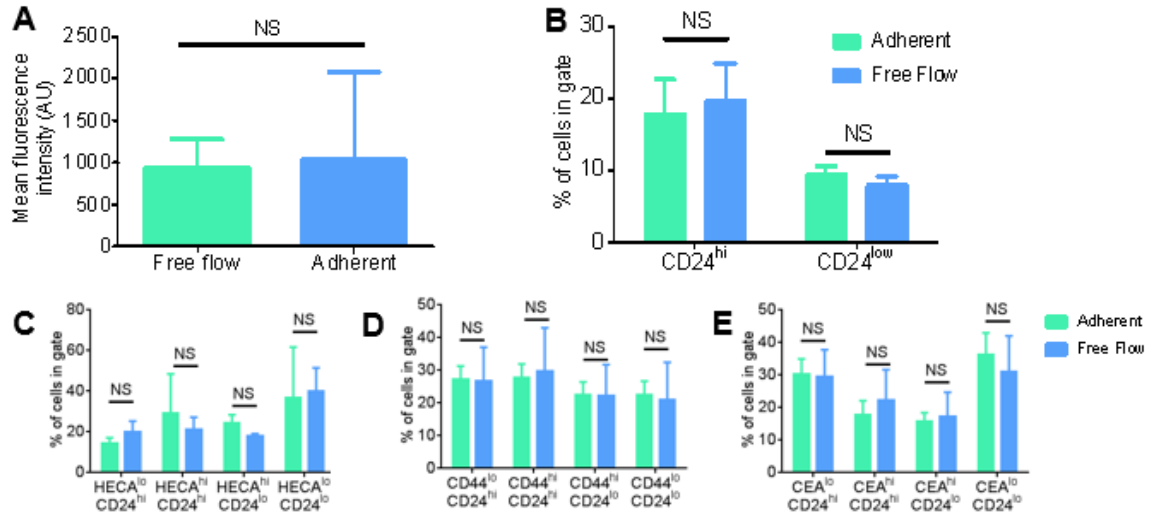 A
NS
Mean fluorescence
intensity (AU)
2500
2000
1500
1000
500
0
Free flow
Adherent
B
NS
NS
Adherent
Free Flow
% of cells in gate
30
20
10
0
CD24hi
CD24low
C
NS
NS
NS
NS
% of cells in gate
80
60
40
20
0
HECAlo
CD24hi
HECAhi
CD24hi
HECAhi
CD24lo
HECAlo
CD24lo
D
NS
NS
NS
NS
% of cells in gate
50
40
30
20
10
0
CD44lo
CD24hi
CD44hi
CD24hi
CD44hi
CD24lo
CD44lo
CD24lo
E
NS
NS
NS
NS
% of cells in gate
50
40
30
20
10
0
CEAlo
CD24hi
CEAhi
CD24hi
CEAhi
CD24lo
CEAlo
CD24lo
Adherent
Free Flow